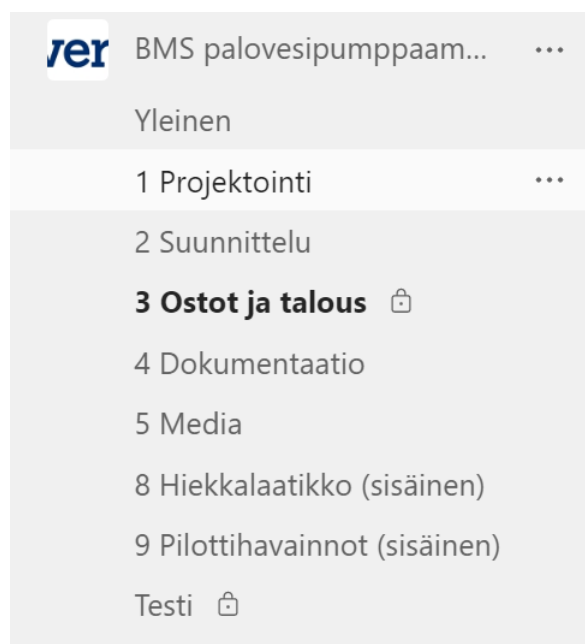 ver
BMS palovesipumppaam...
Yleinen
1 Projektointi
2 Suunnittelu
3 Ostot ja talous
4 Dokumentaatio
5 Media
8 Hiekkalaatikko (sisäinen)
9 Pilottihavainnot (sisäinen)
Testi